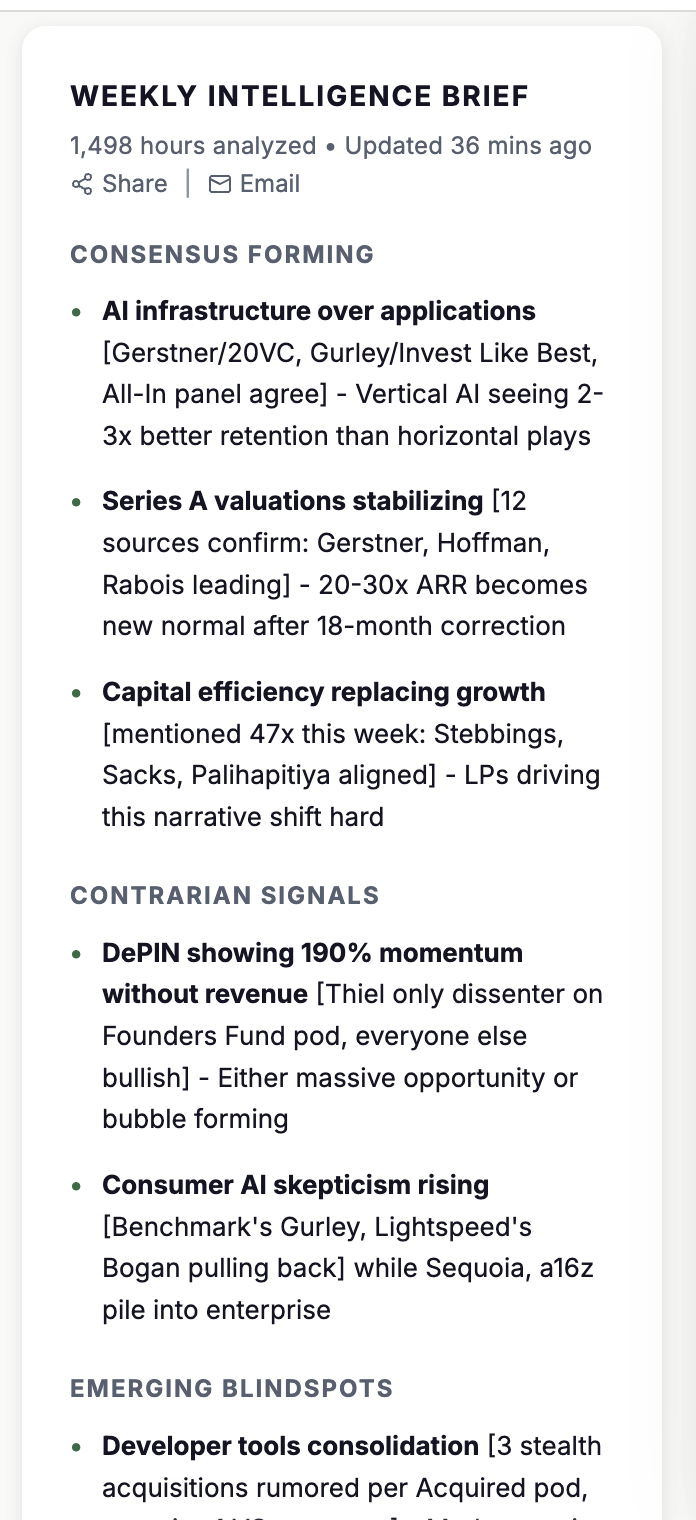 WEEKLY INTELLIGENCE BRIEF
1,498 hours analyzed • Updated 36 mins ago
Share | Email
CONSENSUS FORMING
• AI infrastructure over applications
[Gerstner/20VC, Gurley/Invest Like Best,
All-In panel agree] - Vertical AI seeing 2-
3x better retention than horizontal plays
• Series A valuations stabilizing [12
sources confirm: Gerstner, Hoffman,
Rabois leading] - 20-30x ARR becomes
new normal after 18-month correction
• Capital efficiency replacing growth
[mentioned 47x this week: Stebbings,
Sacks, Palihapitiya aligned] - LPs driving
this narrative shift hard
CONTRARIAN SIGNALS
• DePIN showing 190% momentum
without revenue [Thiel only dissenter on
Founders Fund pod, everyone else
bullish] - Either massive opportunity or
bubble forming
• Consumer AI skepticism rising
[Benchmark's Gurley, Lightspeed's
Bogan pulling back] while Sequoia, a16z
pile into enterprise
EMERGING BLINDSPOTS
• Developer tools consolidation [3 stealth
acquisitions rumored per Acquired pod,